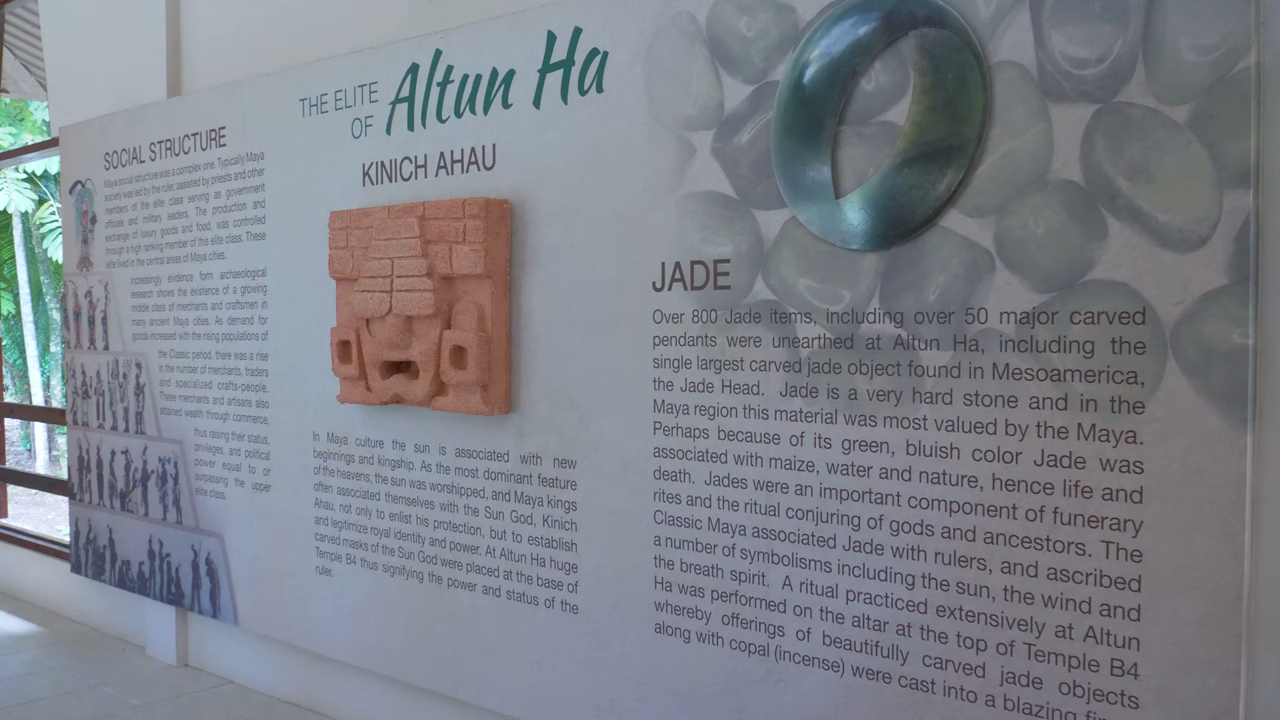 THE ELITE
OF Altun Ha
SOCIAL STRUCTURE
Maya social structure was a complex one. Typically Maya
society was led by the ruler, assisted by priests and other
members of the elite class serving as government
officials and military leaders. The production and
exchange of luxury goods and food, was controlled
through a high ranking member of this elite class. These
elite lived in the central areas of Maya cities.
Increasingly evidence form archaeological
research shows the existence of a growing
middle class of merchants and craftsmen in
many ancient Maya cities. As demand for
goods increased with the rising populations of
the Classic period, there was a rise
in the number of merchants, traders
and specialized crafts-people.
These merchants and artisans also
attained wealth through commerce,
thus raising their status,
privileges, and political
power equal to or
surpassing the upper
elite class.
KINICH AHAU
In Maya culture the sun is associated with new
beginnings and kingship. As the most dominant feature
of the heavens, the sun was worshipped, and Maya kings
often associated themselves with the Sun God, Kinich
Ahau, not only to enlist his protection, but to establish
and legitimize royal identity and power. At Altun Ha huge
carved masks of the Sun God were placed at the base of
Temple B4 thus signifying the power and status of the
ruler.
JADE
Over 800 Jade items, including over 50 major carved
pendants were unearthed at Altun Ha, including the
single largest carved jade object found in Mesoamerica,
the Jade Head. Jade is a very hard stone and in the
Maya region this material was most valued by the Maya.
Perhaps because of its green, bluish color Jade was
associated with maize, water and nature, hence life and
death. Jades were an important component of funerary
rites and the ritual conjuring of gods and ancestors. The
Classic Maya associated Jade with rulers, and ascribed
a number of symbolisms including the sun, the wind and
the breath spirit. A ritual practiced extensively at Altun
Ha was performed on the altar at the top of Temple B4
whereby offerings of beautifully carved jade objects
along with copal (incense) were cast into a blazing